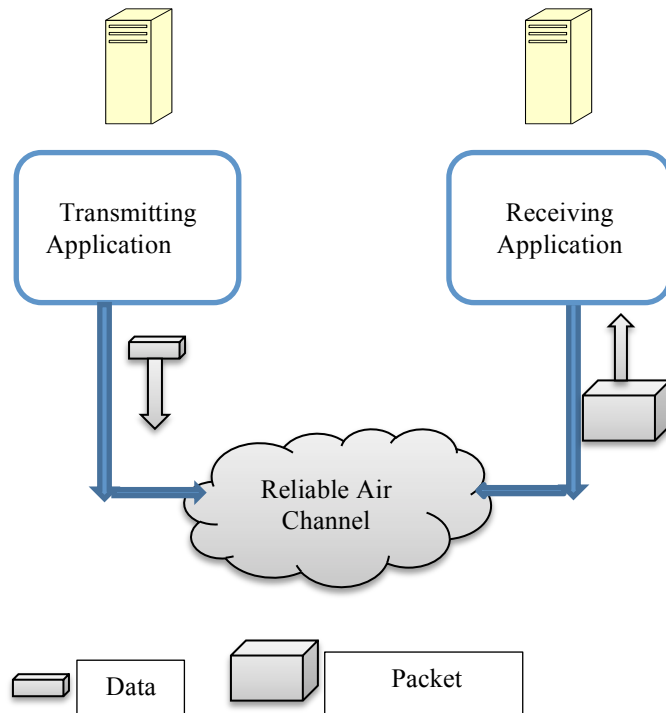 Transmitting
Application
Receiving
Application
Reliable Air
Channel
Data
Packet